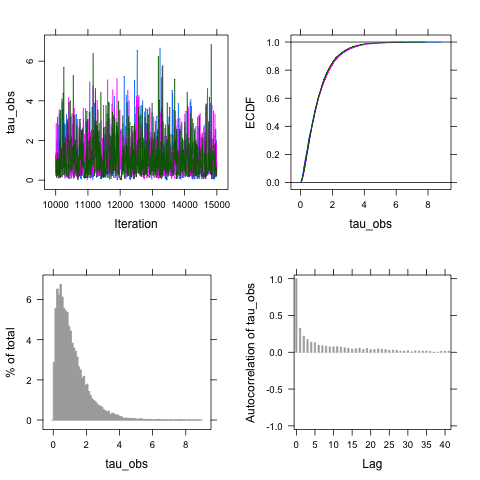 tau_obs
6
4
2
0
10000 11000 12000 13000 14000 15000
Iteration
ECDF
1.0
0.8
0.6
0.4
0.2
0.0
0 2 4 6 8
tau_obs
% of total
6
4
2
0
0 2 4 6 8
tau_obs
Autocorrelation of tau_obs
1.0
0.5
0.0
-0.5
-1.0
0 5 10 15 20 25 30 35 40
Lag